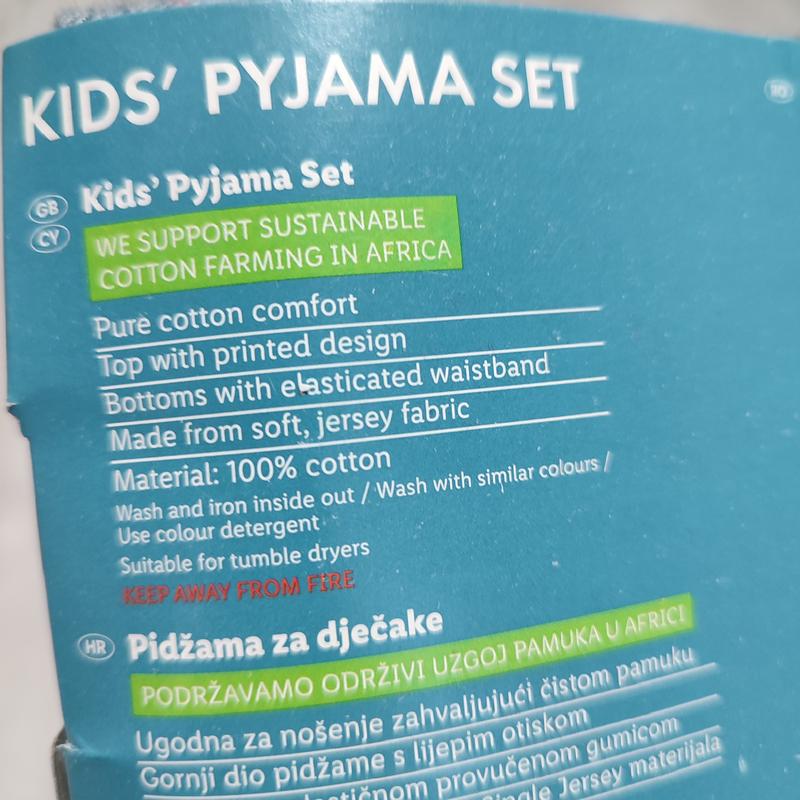 KIDS' PYJAMA SET
RO
GB
CY
Kids' Pyjama Set
WE SUPPORT SUSTAINABLE
COTTON FARMING IN AFRICA
Pure cotton comfort
Top with printed design
Bottoms with elasticated waistband
Made from soft, jersey fabric
Material: 100% cotton
Wash and iron inside out / Wash with similar colours /
Use colour detergent
Suitable for tumble dryers
KEEP AWAY FROM FIRE
HR
Pidžama za dječake
PODRŽAVAMO ODRŽIVI UZGOJ PAMUKA U AFRICI
Ugodna za nošenje zahvaljujući čistom pamuku
Gornji dio pidžame s lijepim otiskom
provučenom gumicom
Single Jersey materijala